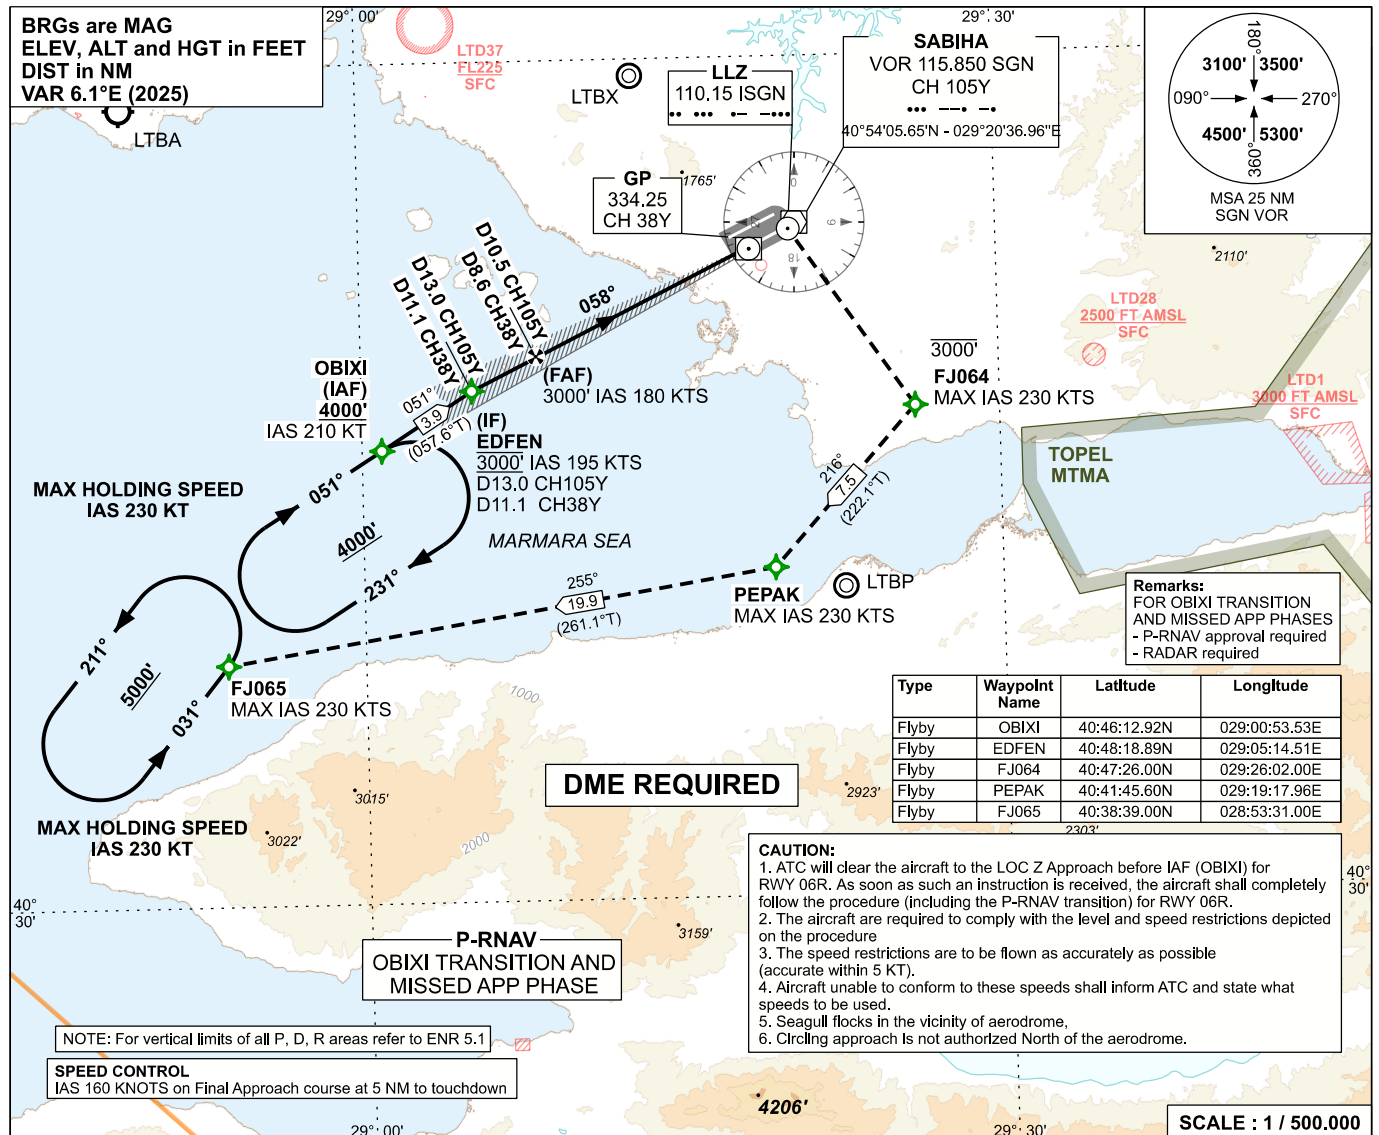 BRGs are MAG
ELEV, ALT and HGT in FEET
DIST in NM
VAR 6.1°E (2025)
29° 00'
29° 30'
LTD37
FL225
SFC
LTBX
LTBA
LLZ
110.15 ISGN
SABIHA
VOR 115.850 SGN
CH 105Y
40°54'05.65'N - 029°20'36.96"E
180°
3100' 3500'
090° 270°
4500' 5300'
360°
MSA 25 NM
SGN VOR
1765'
GP
334.25
CH 38Y
0
9
18
27
2110'
D10.5 CH105Y
D8.6 CH38Y
D13.0 CH105Y
D11.1 CH38Y
058°
LTD28
2500 FT AMSL
SFC
OBIXI
(IAF)
4000'
IAS 210 KT
051°
3.9
(057.6°T)
(FAF)
3000' IAS 180 KTS
3000'
FJ064
MAX IAS 230 KTS
LTD1
3000 FT AMSL
SFC
(IF)
EDFEN
3000' IAS 195 KTS
D13.0 CH105Y
D11.1 CH38Y
TOPEL
MTMA
216°
7.5
(222.1°T)
MAX HOLDING SPEED
IAS 230 KT
051°
4000'
231°
MARMARA SEA
255°
19.9
(261.1°T)
PEPAK
MAX IAS 230 KTS
LTBP
Remarks:
FOR OBIXI TRANSITION
AND MISSED APP PHASES
- P-RNAV approval required
- RADAR required
211°
5000'
031°
FJ065
MAX IAS 230 KTS
1000
Type Waypoint Name Latitude Longitude
Flyby OBIXI 40:46:12.92N 029:00:53.53E
Flyby EDFEN 40:48:18.89N 029:05:14.51E
Flyby FJ064 40:47:26.00N 029:26:02.00E
Flyby PEPAK 40:41:45.60N 029:19:17.96E
Flyby FJ065 40:38:39.00N 028:53:31.00E
DME REQUIRED
3015'
2923'
2303'
3022'
2000
MAX HOLDING SPEED
IAS 230 KT
CAUTION:
1. ATC will clear the aircraft to the LOC Z Approach before IAF (OBIXI) for
RWY 06R. As soon as such an instruction is received, the aircraft shall completely
follow the procedure (including the P-RNAV transition) for RWY 06R.
2. The aircraft are required to comply with the level and speed restrictions depicted
on the procedure
3. The speed restrictions are to be flown as accurately as possible
(accurate within 5 KT).
4. Aircraft unable to conform to these speeds shall inform ATC and state what
speeds to be used.
5. Seagull flocks in the vicinity of aerodrome,
6. Circling approach is not authorized North of the aerodrome.
40°
30'
40°
30'
3159'
P-RNAV
OBIXI TRANSITION AND
MISSED APP PHASE
NOTE: For vertical limits of all P, D, R areas refer to ENR 5.1
SPEED CONTROL
IAS 160 KNOTS on Final Approach course at 5 NM to touchdown
4206'
29° 00'
29° 30'
SCALE : 1 / 500.000